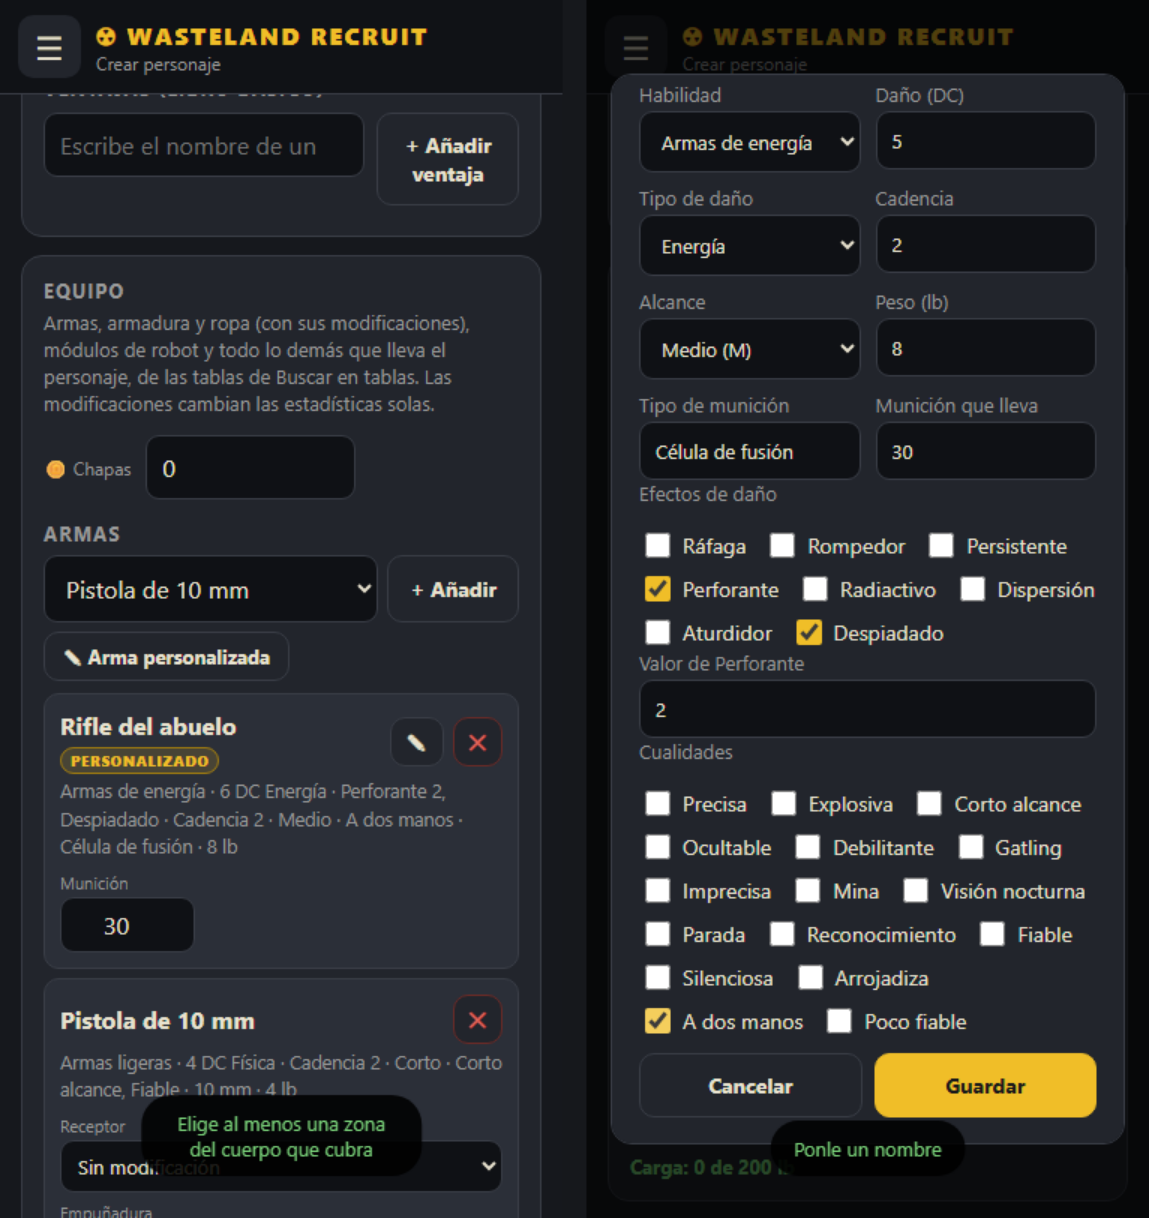 WASTELAND RECRUIT
Crear personaje
Escribe el nombre de un
+ Añadir
ventaja
EQUIPO
Armas, armadura y ropa (con sus modificaciones),
módulos de robot y todo lo demás que lleva el
personaje, de las tablas de Buscar en tablas. Las
modificaciones cambian las estadísticas solas.
Chapas
0
ARMAS
Pistola de 10 mm
+ Añadir
Arma personalizada
Rifle del abuelo
PERSONALIZADO
Armas de energía · 6 DC Energía · Perforante 2,
Despiadado · Cadencia 2 · Medio · A dos manos ·
Célula de fusión · 8 lb
Munición
30
Pistola de 10 mm
Armas ligeras · 4 DC Física · Cadencia 2 · Corto · Corto
alcance, Fiable · 10 mm · 4 lb
Elige al menos una zona
del cuerpo que cubra
Receptor
Sin modificación
Empuñadura
WASTELAND RECRUIT
Crear personaje
Habilidad Daño (DC)
Armas de energía 5
Tipo de daño Cadencia
Energía 2
Alcance Peso (lb)
Medio (M) 8
Tipo de munición Munición que lleva
Célula de fusión 30
Efectos de daño
Ráfaga Rompedor Persistente
Perforante Radiactivo Dispersión
Aturdidor Despiadado
Valor de Perforante
2
Cualidades
Precisa Explosiva Corto alcance
Ocultable Debilitante Gatling
Imprecisa Mina Visión nocturna
Parada Reconocimiento Fiable
Silenciosa Arrojadiza
A dos manos Poco fiable
Cancelar Guardar
Ponle un nombre
Carga: 0 de 200 lb